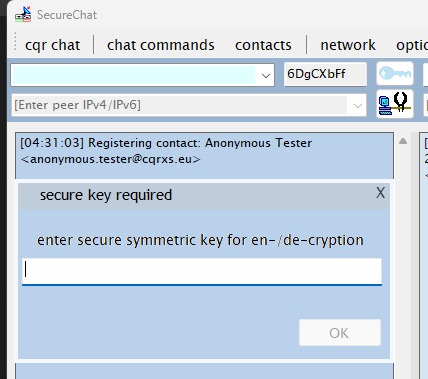 SecureChat
cqr chat chat commands contacts network
6DgCXbFf
[Enter peer IPv4/IPv6]
[04:31:03] Registering contact: Anonymous Tester
<anonymous.tester@cqrxs.eu>
secure key required X
enter secure symmetric key for en-/de-cryption
OK